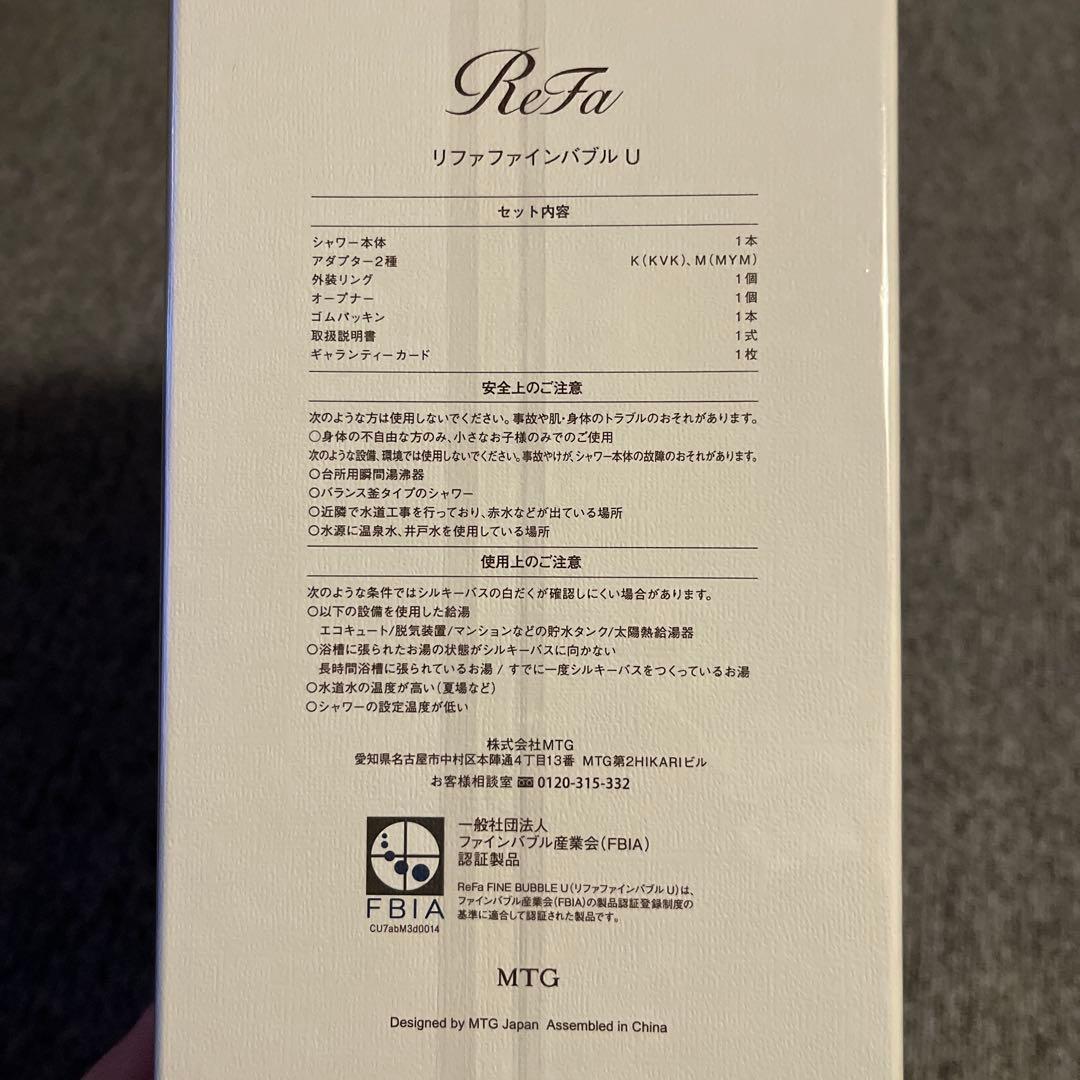 ReFa
リファファインバブル U
セット内容
シャワー本体 1本
アダプター2種 K(KVK)、M(MYM)
外装リング 1個
オープナー 1個
ゴムパッキン 1本
取扱説明書 1式
ギャランティーカード 1枚
安全上のご注意
次のような方は使用しないでください。事故や肌・身体のトラブルのおそれがあります。
○身体の不自由な方のみ、小さなお子様のみでのご使用
次のような設備、環境では使用しないでください。事故やけが、シャワー本体の故障のおそれがあります。
○台所用瞬間湯沸器
○バランス釜タイプのシャワー
○近隣で水道工事を行っており、赤水などが出ている場所
○水源に温泉水、井戸水を使用している場所
使用上のご注意
次のような条件ではシルキーバスの白だくが確認しにくい場合があります。
○以下の設備を使用した給湯
エコキュート/脱気装置/マンションなどの貯水タンク/太陽熱給湯器
○浴槽に張られたお湯の状態がシルキーバスに向かない
長時間浴槽に張られているお湯 / すでに一度シルキーバスをつくっているお湯
○水道水の温度が高い(夏場など)
○シャワーの設定温度が低い
株式会社MTG
愛知県名古屋市中村区本陣通4丁目13番 MTG第2HIKARIビル
お客様相談室 0120-315-332
一般社団法人
ファインバブル産業会(FBIA)
認証製品
ReFa FINE BUBBLE U(リファファインバブル U)は、
ファインバブル産業会(FBIA)の製品認証登録制度の
基準に適合して認証された製品です。
FBIA
CU7abM3d0014
MTG
Designed by MTG Japan Assembled in China